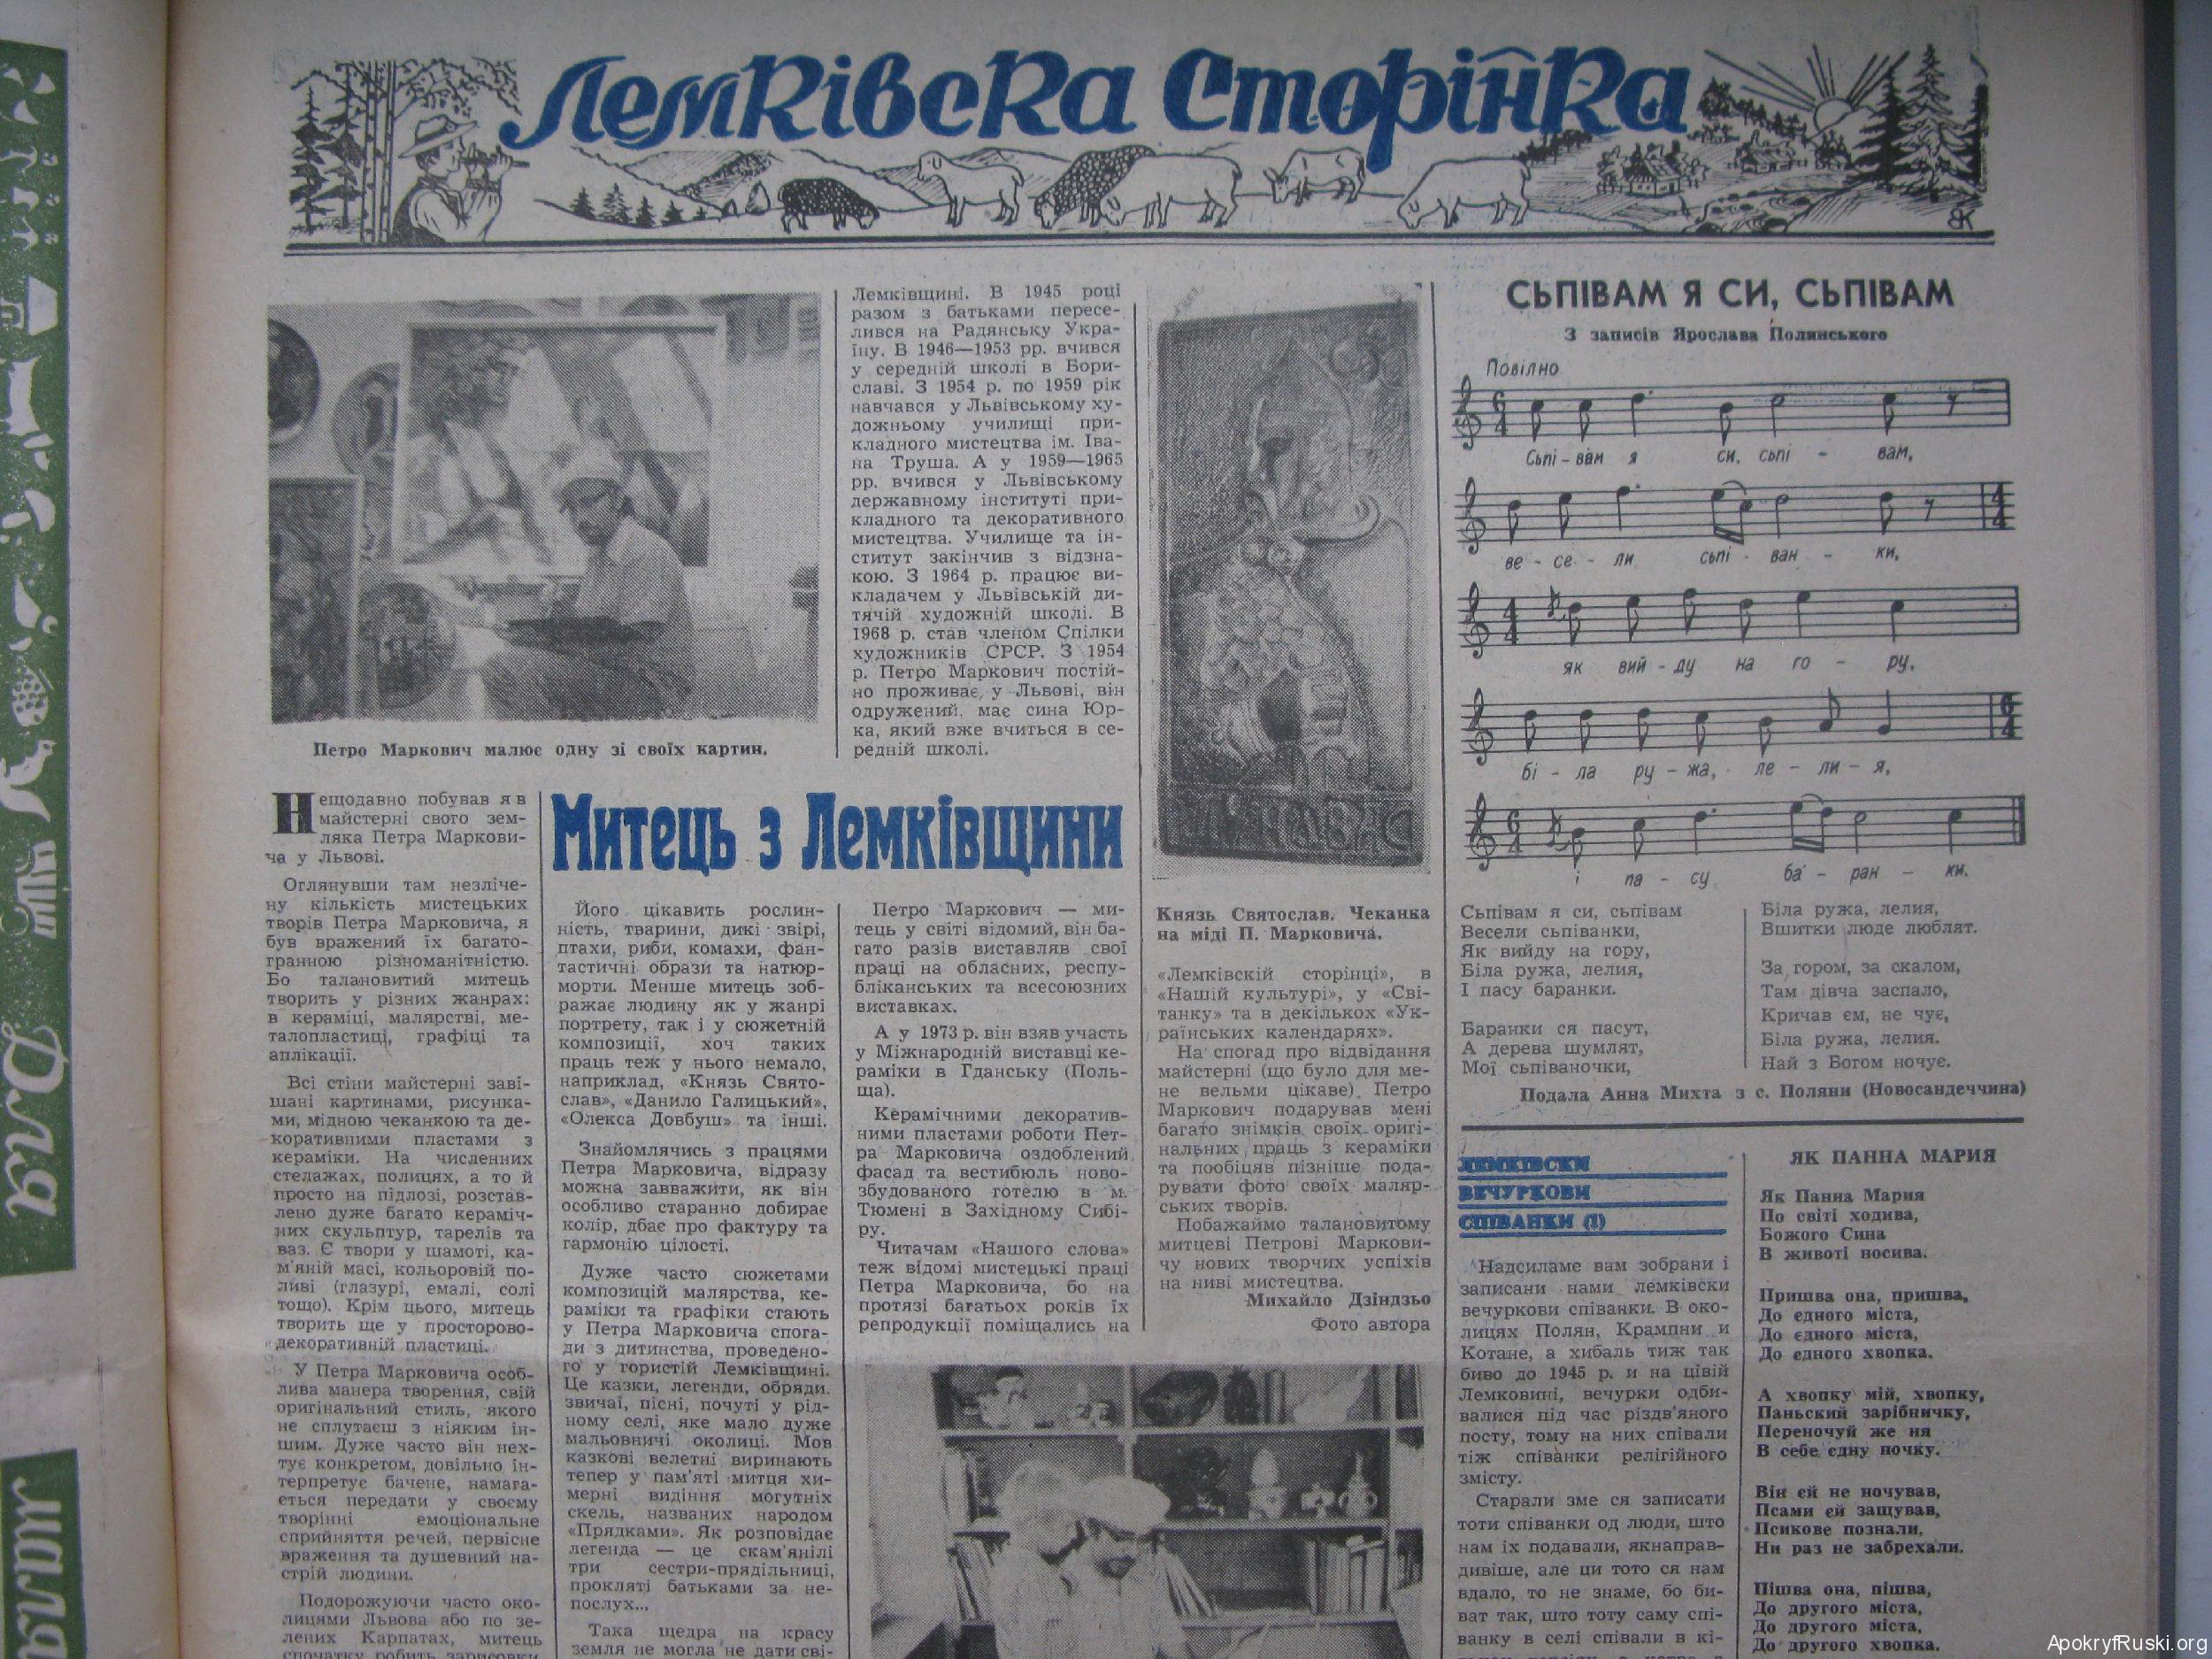 Лемківска Сторінка
Петро Маркович малює одну зі своїх картин.
Митець з Лемківщини
Нещодавно побував я в
майстерні свого зем-
ляка Петра Маркови-
ча у Львові.
Оглянувши там незліче-
ну кількість мистецьких
творів Петра Марковича, я
був вражений їх багато-
гранною різноманітністю.
Бо талановитий митець
творить у різних жанрах:
в кераміці, малярстві, ме-
талопластиці, графіці та
аплікації.
Всі стіни майстерні заві-
шані картинами, рисунка-
ми, мідною чеканкою та де-
коративними пластами з
кераміки. На численних
стелажах, полицях, а то й
просто на підлозі, розстав-
лено дуже багато кераміч-
них скульптур, тарелів та
ваз. Є твори у шамоті, ка-
м'яній масі, кольоровій по-
ливі (глазурі, емалі, солі
тощо). Крім цього, митець
творить ще у просторово-
декоративній пластиці.
У Петра Марковича особ-
лива манера творення, свій
оригінальний стиль, якого
не сплутаєш з ніяким ін-
шим. Дуже часто він нех-
тує конкретом, довільно ін-
терпретує бачене, намага-
ється передати у своєму
творінні емоціональне
сприйняття речей, первісне
враження та душевний на-
стрій людини.
Подорожуючи часто око-
лицями Львова або по зе-
лених Карпатах, митець
спочатку робить зарисовки
Його цікавить рослин-
ність, тварини, дикі звірі,
птахи, риби, комахи, фан-
тастичні образи та натюр-
морти. Менше митець зоб-
ражає людину як у жанрі
портрету, так і у сюжетній
композиції, хоч таких
праць теж у нього немало,
наприклад, «Князь Свято-
слав», «Данило Галицький»,
«Олекса Довбуш» та інші.
Знайомлячись з працями
Петра Марковича, відразу
можна завважити, як він
особливо старанно добирає
колір, дбає про фактуру та
гармонію цілості.
Дуже часто сюжетами
композицій малярства, ке-
раміки та графіки стають
у Петра Марковича спога-
ди з дитинства, проведено-
го у гористій Лемківщині.
Це казки, легенди, обряди,
звичаї, пісні, почуті у рід-
ному селі, яке мало дуже
мальовничі околиці. Мов
казкові велетні виринають
тепер у пам'яті митця хи-
мерні видіння могутніх
скель, названих народом
«Прядками». Як розповідає
легенда — це скам'янілі
три сестри-прядільниці,
прокляті батьками за не-
послух...
Така щедра на красу
земля не могла не дати сві-
Лемківщині. В 1945 році
разом з батьками пересе-
лився на Радянську Укра-
їну. В 1946—1953 рр. вчився
у середній школі в Бори-
славі. З 1954 р. по 1959 рік
навчався у Львівському ху-
дожньому училищі при-
кладного мистецтва ім. Іва-
на Труша. А у 1959—1965
рр. вчився у Львівському
державному інституті при-
кладного та декоративного
мистецтва. Училище та ін-
ститут закінчив з відзна-
кою. З 1964 р. працює ви-
кладачем у Львівській ди-
тячій художній школі. В
1968 р. став членом Спілки
художників СРСР. З 1954
р. Петро Маркович постій-
но проживає у Львові, він
одружений, має сина Юр-
ка, який вже вчиться в се-
редній школі.
Петро Маркович — ми-
тець у світі відомий, він ба-
гато разів виставляв свої
праці на обласних, респу-
бліканських та всесоюзних
виставках.
А у 1973 р. він взяв участь
у Міжнародній виставці ке-
раміки в Гданську (Поль-
ща).
Керамічними декоратив-
ними пластами роботи Пет-
ра Марковича оздоблений
фасад та вестибюль ново-
збудованого готелю в м.
Тюмені в Західному Сибі-
ру.
Читачам «Нашого слова»
теж відомі мистецькі праці
Петра Марковича, бо на
протязі багатьох років їх
репродукції поміщались на
Князь Святослав. Чеканка
на міді П. Марковича.
«Лемківскій сторінці», в
«Нашій культурі», у «Сві-
танку» та в декількох «Ук-
раїнських календарях».
На спогад про відвідання
майстерні (що було для ме-
не вельми цікаве), Петро
Маркович подарував мені
багато знімків своїх оригі-
нальних праць з кераміки
та пообіцяв пізніше пода-
рувати фото своїх маляр-
ських творів.
Побажаймо талановитому
митцеві Петрові Маркови-
чу нових творчих успіхів
на ниві мистецтва.
Михайло Дзіндзьо
Фото автора
СЬПІВАМ Я СИ, СЬПІВАМ
З записів Ярослава Полянського
Повілно
Сьпі - вам я си, сьпі - вам,
ве - се - ли сьпі - ван - ки,
як вий - ду на го - ру,
бі - ла ру - жа, ле - ли - я,
і па - су ба - ран - ки.
Сьпівам я си, сьпівам
Весели сьпіванки,
Як вийду на гору,
Біла ружа, лелия,
І пасу баранки.
Баранки ся пасут,
А дерева шумлят,
Мої сьпіваночки,
Біла ружа, лелия,
Вшитки люде люблят.
За гором, за скалом,
Там дівча заспало,
Кричав єм, не чує,
Біла ружа, лелия.
Най з Богом ночує.
Подала Анна Михта з с. Поляни (Новосандеччина)
ЛЕМКІВСКИ
ВЕЧУРКОВИ
СПІВАНКИ (1)
Надсиламе вам зобрани і
записани нами лемківски
вечуркови співанки. В око-
лицях Полян, Крампни и
Котане, а хибаль тиж так
биво до 1945 р. и на цівій
Лемковині, вечурки одби-
валися під час різдв'яного
посту, тому на них співали
тіж співанки релігійного
змісту.
Старали зме ся записати
тоти співанки од люди, што
нам їх подавали, якнаправ-
дивіше, але ци тото ся нам
вдало, то не знаме, бо би-
ват так, што тоту саму спі-
ванку в селі співали в кі-
ЯК ПАННА МАРИЯ
Як Панна Мария
По світі ходива,
Божого Сина
В животі носива.
Пришва она, пришва,
До едного міста,
До єдного міста,
До едного хвопка.
А хвопку мій, хвопку,
Паньский зарібничку,
Переночуй же ня
В себе єдну ночку.
Він єй не ночував,
Псами єй защував,
Псикове познали,
Ни раз не забрехали.
Пішва она, пішва,
До другого міста,
До другого міста,
До другого хвопка.
ApokryfRuski.org